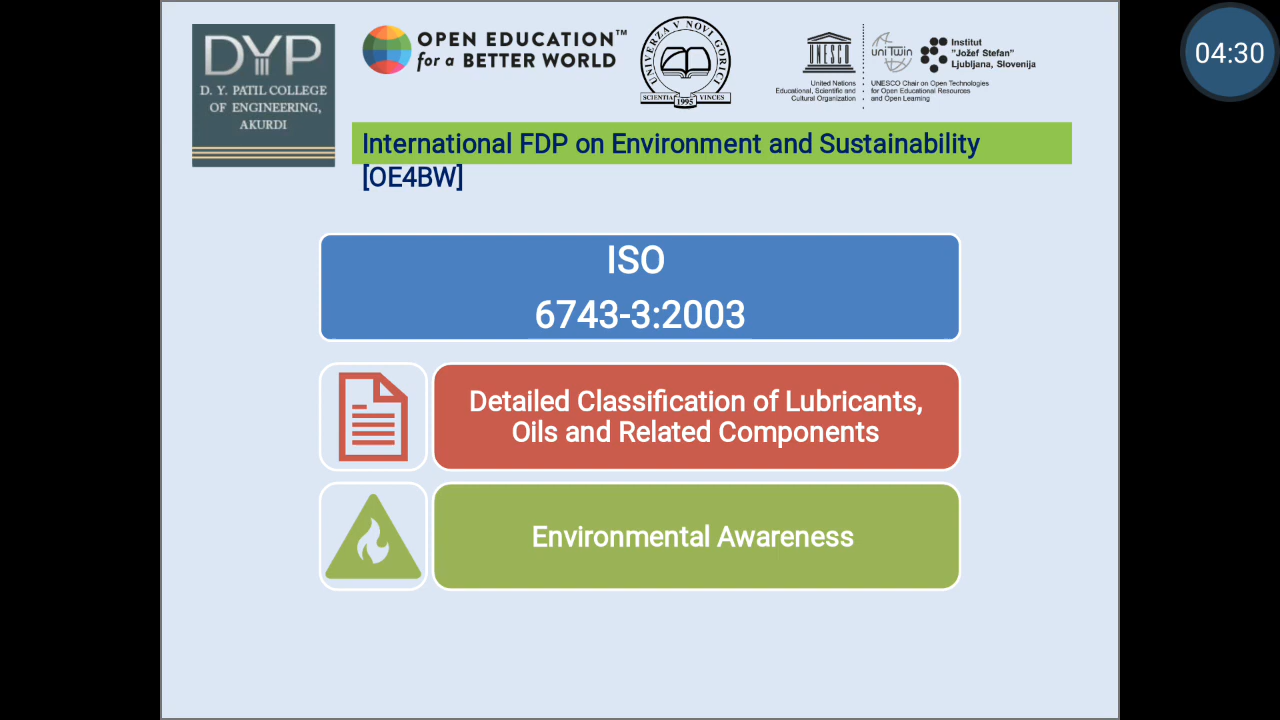 DYP
D. Y. PATIL COLLEGE
OF ENGINEERING,
AKURDI
OPEN EDUCATION™
for a BETTER WORLD
UNIVERZA V NOVI GORICI
SCIENTIA VINCES
1995
UNESCO
United Nations
Educational, Scientific and
Cultural Organization
uniTwin
Institut
"Jožef Stefan"
Ljubljana, Slovenija
UNESCO Chair on Open Technologies
for Open Educational Resources
and Open Learning
04:30
International FDP on Environment and Sustainability
[OE4BW]
ISO
6743-3:2003
Detailed Classification of Lubricants,
Oils and Related Components
Environmental Awareness